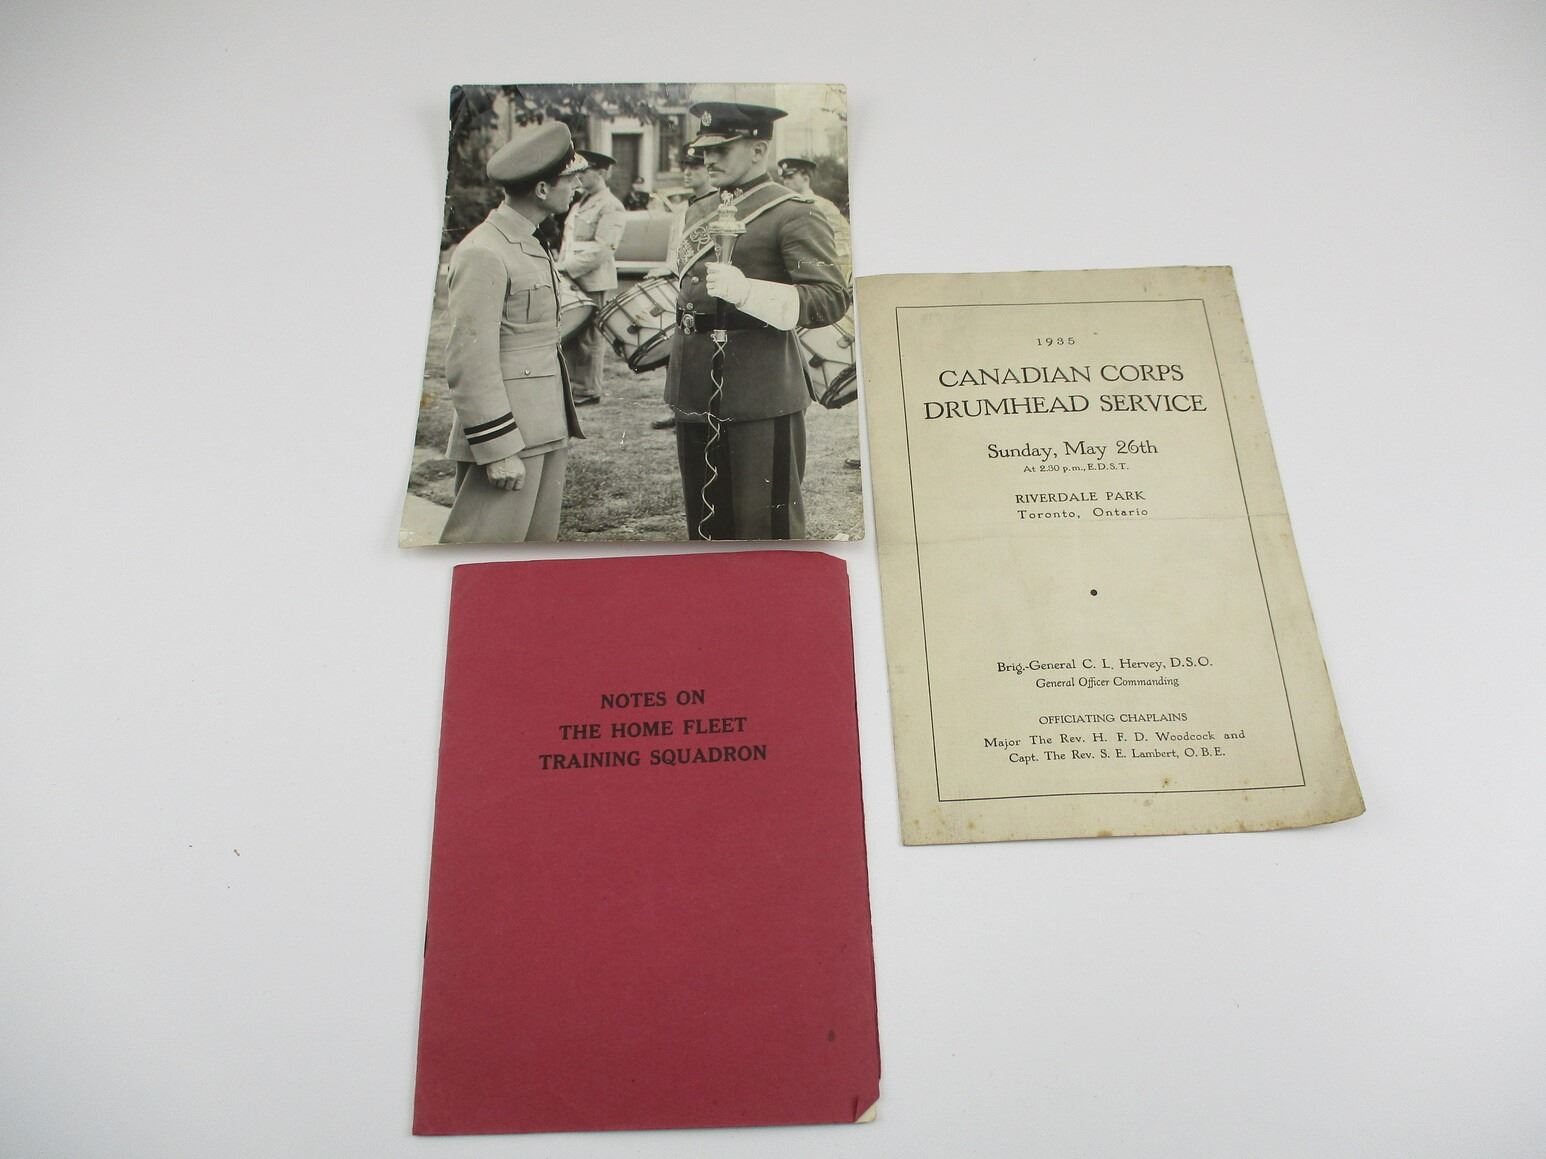 1935
CANADIAN CORPS
DRUMHEAD SERVICE
Sunday, May 26th
At 2.30 p.m., E.D.S.T.
RIVERDALE PARK
Toronto, Ontario
Brig.-General C. L. Hervey, D.S.O.
General Officer Commanding
OFFICIATING CHAPLAINS
Major The Rev. H. F. D. Woodcock and
Capt. The Rev. S. E. Lambert, O.B.E.
NOTES ON
THE HOME FLEET
TRAINING SQUADRON